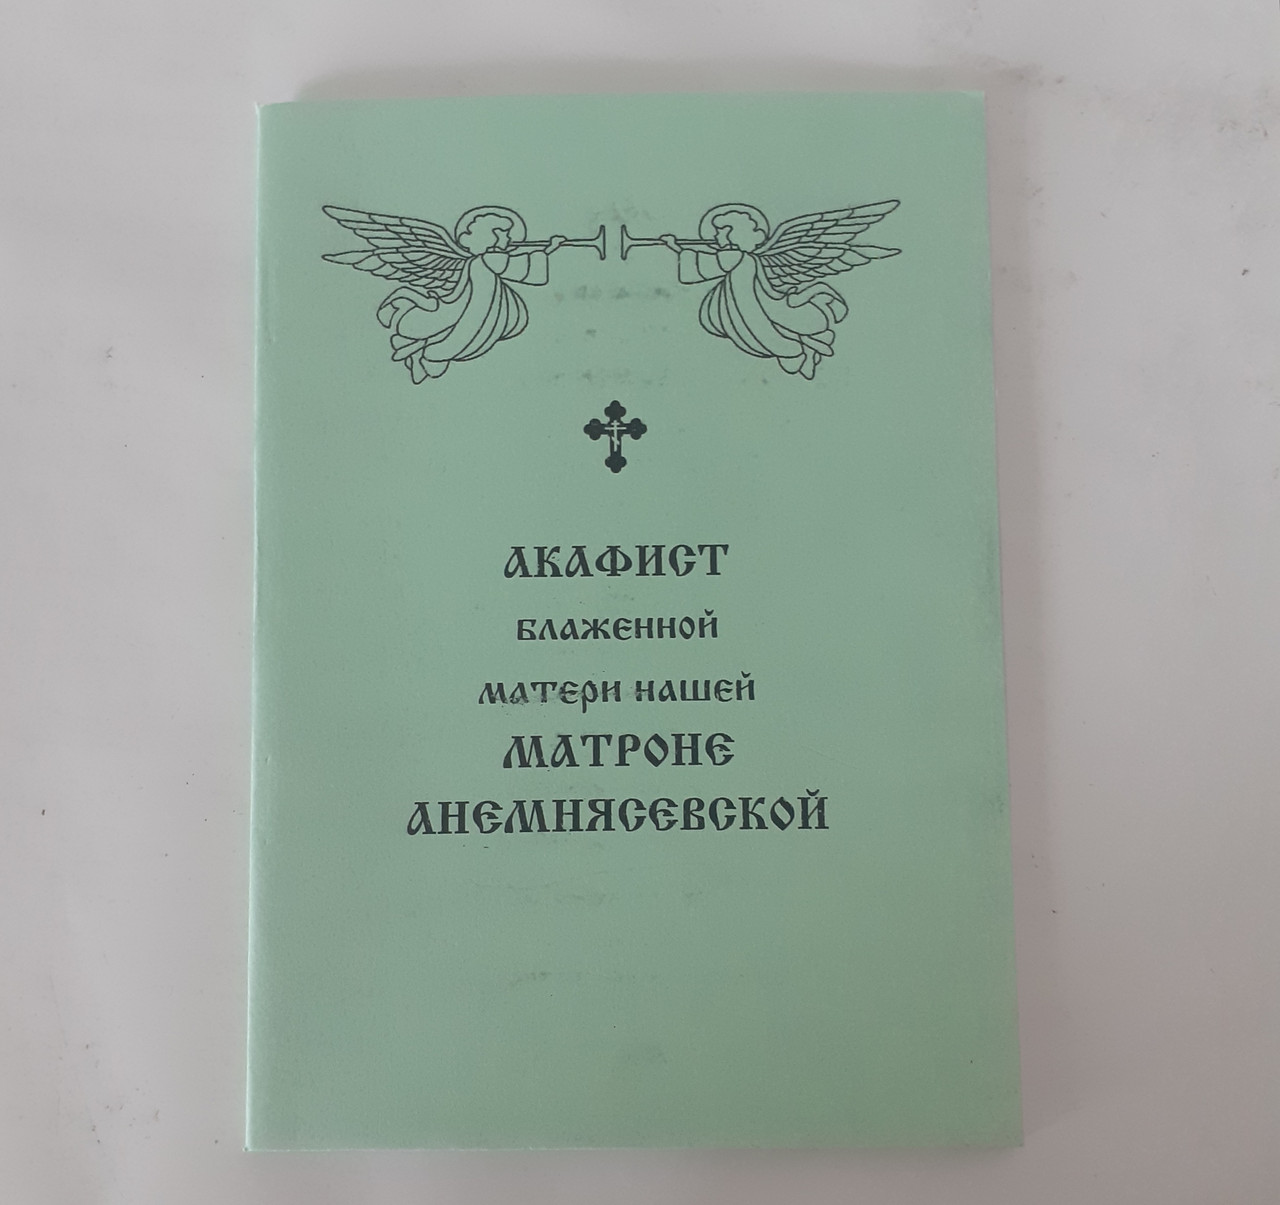 АКАФИСТ
БЛАЖЕННОЙ
МАТЕРИ НАШЕЙ
МАТРОНЕ
АНЕМНЯСЕВСКОЙ